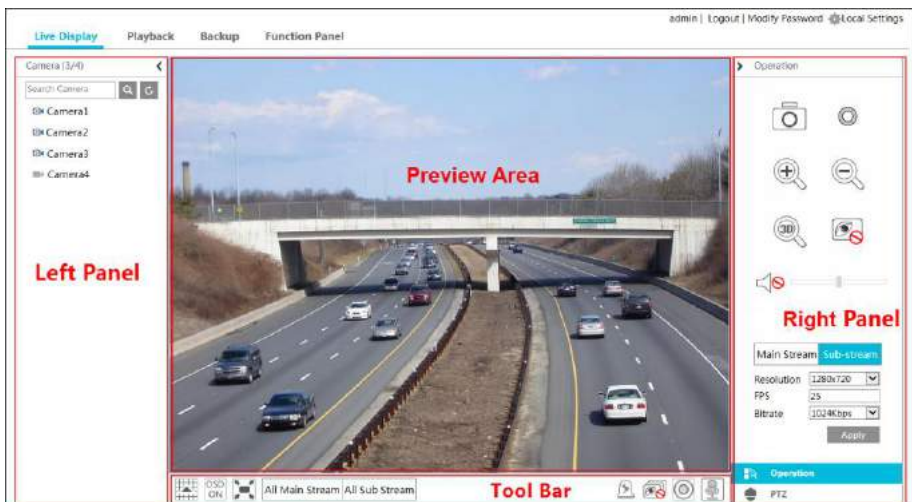 admin | Logout | Modify Password Local Settings
Live Display Playback Backup Function Panel
Camera (3/4)
Search Camera
Camera1
Camera2
Camera3
Camera4
Left Panel
Preview Area
Operation
3D
Right Panel
Main Stream Sub-stream
Resolution 1280x720
FPS 25
Bitrate 1024Kbps
Apply
Operation
PTZ
OSD
ON
All Main Stream All Sub Stream
Tool Bar